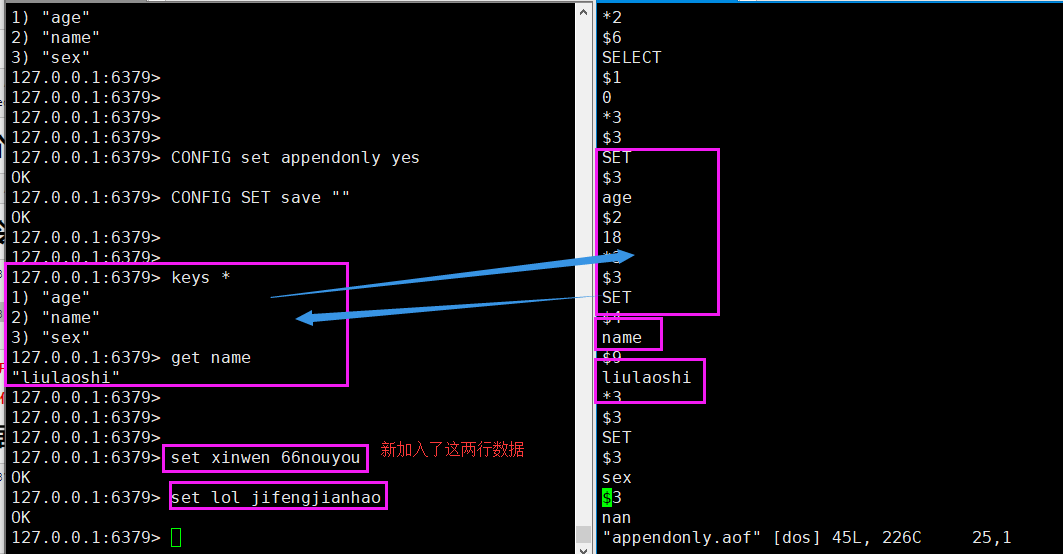 1) "age"
2) "name"
3) "sex"
127.0.0.1:6379>
127.0.0.1:6379>
127.0.0.1:6379>
127.0.0.1:6379>
127.0.0.1:6379> CONFIG set appendonly yes
OK
127.0.0.1:6379> CONFIG SET save ""
OK
127.0.0.1:6379>
127.0.0.1:6379>
127.0.0.1:6379> keys *
1) "age"
2) "name"
3) "sex"
127.0.0.1:6379> get name
"liulaoshi"
127.0.0.1:6379>
127.0.0.1:6379>
127.0.0.1:6379>
127.0.0.1:6379> set xinwen 66nouyou 新加入了这两行数据
OK
127.0.0.1:6379> set lol jifengjianhao
OK
127.0.0.1:6379>
*2
$6
SELECT
$1
0
*3
$3
SET
$3
age
$2
18
*3
$3
SET
$4
name
$9
liulaoshi
*3
$3
SET
$3
sex
$3
nan
"appendonly.aof" [dos] 45L, 226C 25,1